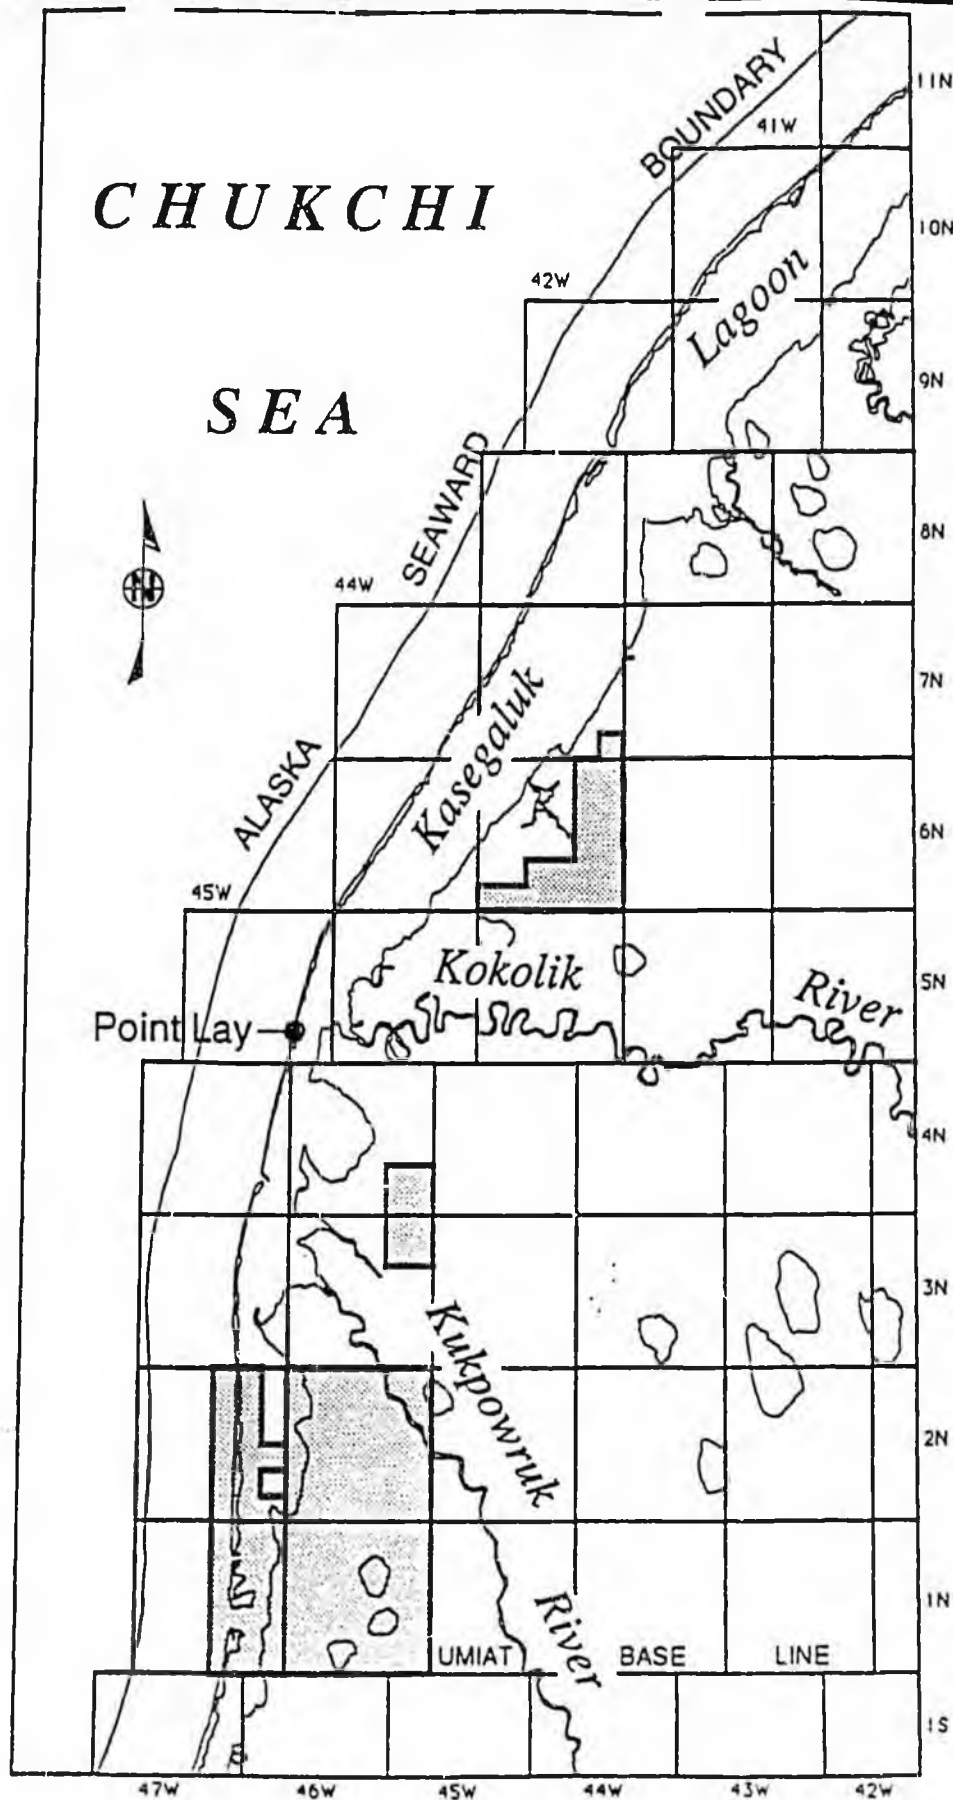 11N
BOUNDARY
41W
CHUKCHI
10N
Lagoon
42W
9N
SEA
SEAWARD
8N
N
44W
7N
Kasegaluk
ALASKA
6N
45W
Kokolik
River
5N
Point Lay
4N
3N
Kukpowruk
2N
River
1N
UMIAT BASE LINE
1S
47W 46W 45W 44W 43W 42W